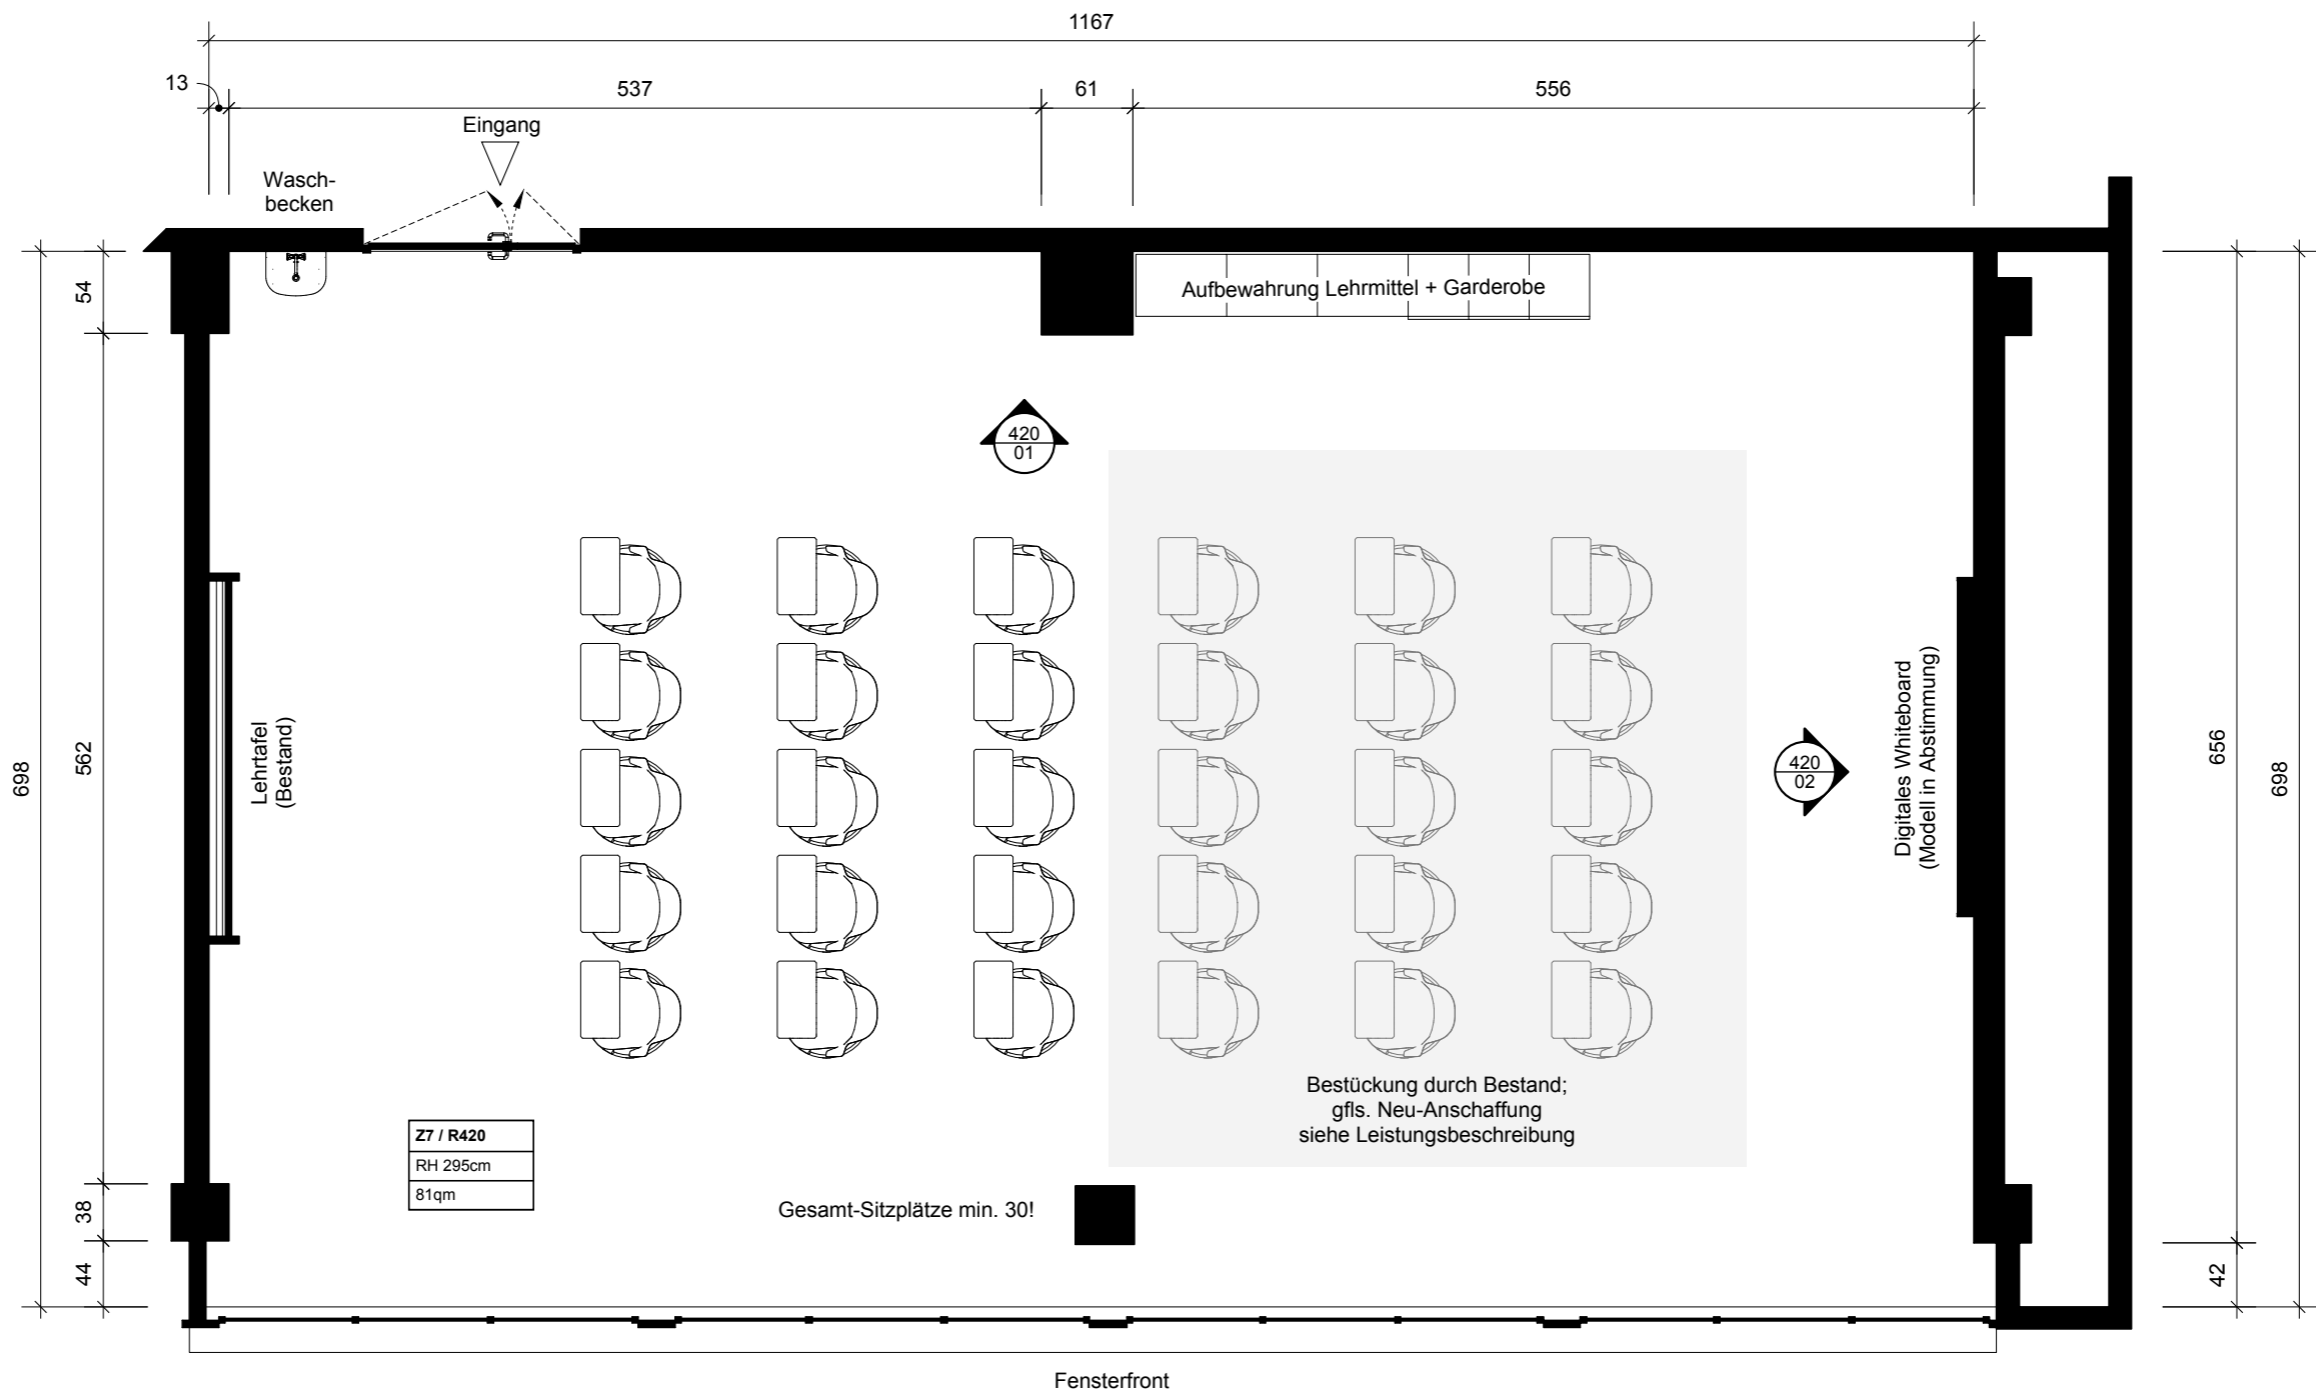 1167
13
537
61
556
Eingang
Wasch-
becken
54
Aufbewahrung Lehrmittel + Garderobe
420
01
698
562
Lehrtafel
(Bestand)
420
02
Digitales Whiteboard
(Modell in Abstimmung)
656
698
Bestückung durch Bestand;
gfls. Neu-Anschaffung
siehe Leistungsbeschreibung
Z7 / R420
RH 295cm
81qm
Gesamt-Sitzplätze min. 30!
38
44
42
Fensterfront